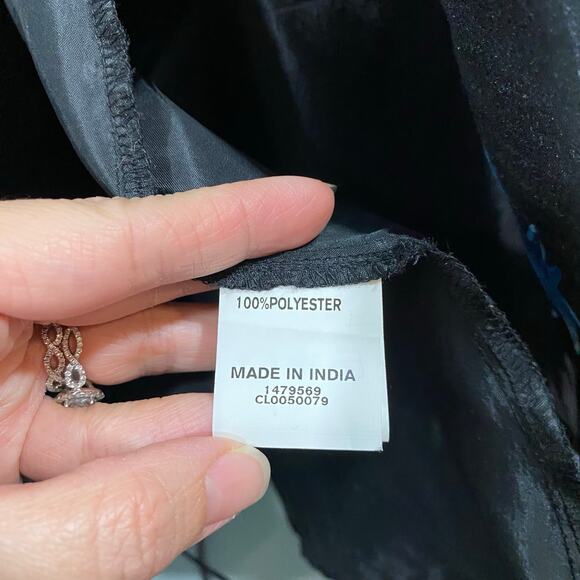 100%POLYESTER
MADE IN INDIA
1479569
CL0050079